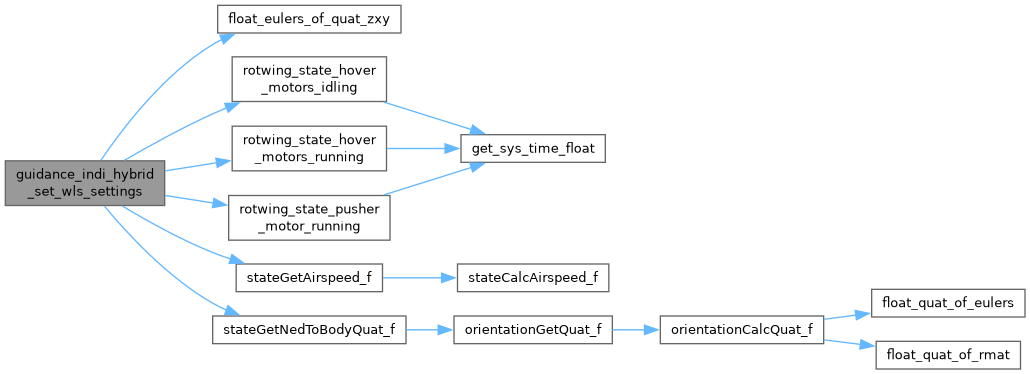 float_eulers_of_quat_zxy
rotwing_state_hover
_motors_idling
rotwing_state_hover
_motors_running
get_sys_time_float
guidance_indi_hybrid
_set_wls_settings
rotwing_state_pusher
_motor_running
stateGetAirspeed_f
stateCalcAirspeed_f
stateGetNedToBodyQuat_f
orientationGetQuat_f
orientationCalcQuat_f
float_quat_of_eulers
float_quat_of_rmat